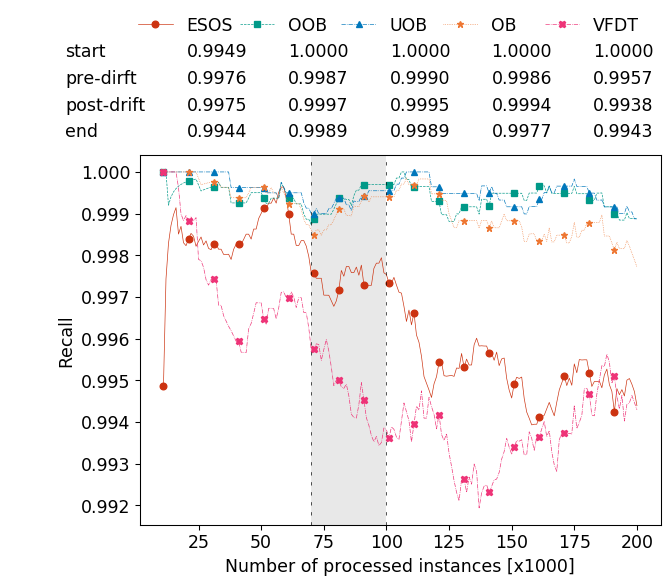 ESOS OOB UOB OB VFDT
start 0.9949 1.0000 1.0000 1.0000 1.0000
pre-dirft 0.9976 0.9987 0.9990 0.9986 0.9957
post-drift 0.9975 0.9997 0.9995 0.9994 0.9938
end 0.9944 0.9989 0.9989 0.9977 0.9943
1.000
0.999
0.998
0.997
0.996
0.995
0.994
0.993
0.992
Recall
25 50 75 100 125 150 175 200
Number of processed instances [x1000]